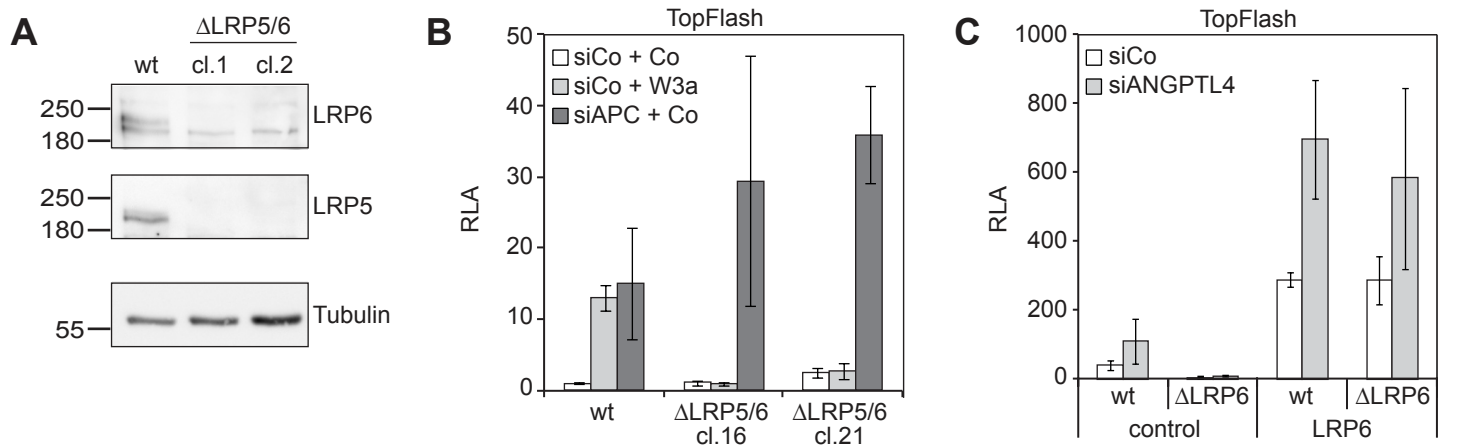 A
ΔLRP5/6
wt cl.1 cl.2
250
180
LRP6
250
180
LRP5
55
Tubulin
B
TopFlash
RLA
50
40
30
20
10
0
siCo + Co
siCo + W3a
siAPC + Co
wt ΔLRP5/6 ΔLRP5/6
cl.16 cl.21
C
TopFlash
RLA
1000
800
600
400
200
0
siCo
siANGPTL4
wt ΔLRP6 wt ΔLRP6
control LRP6